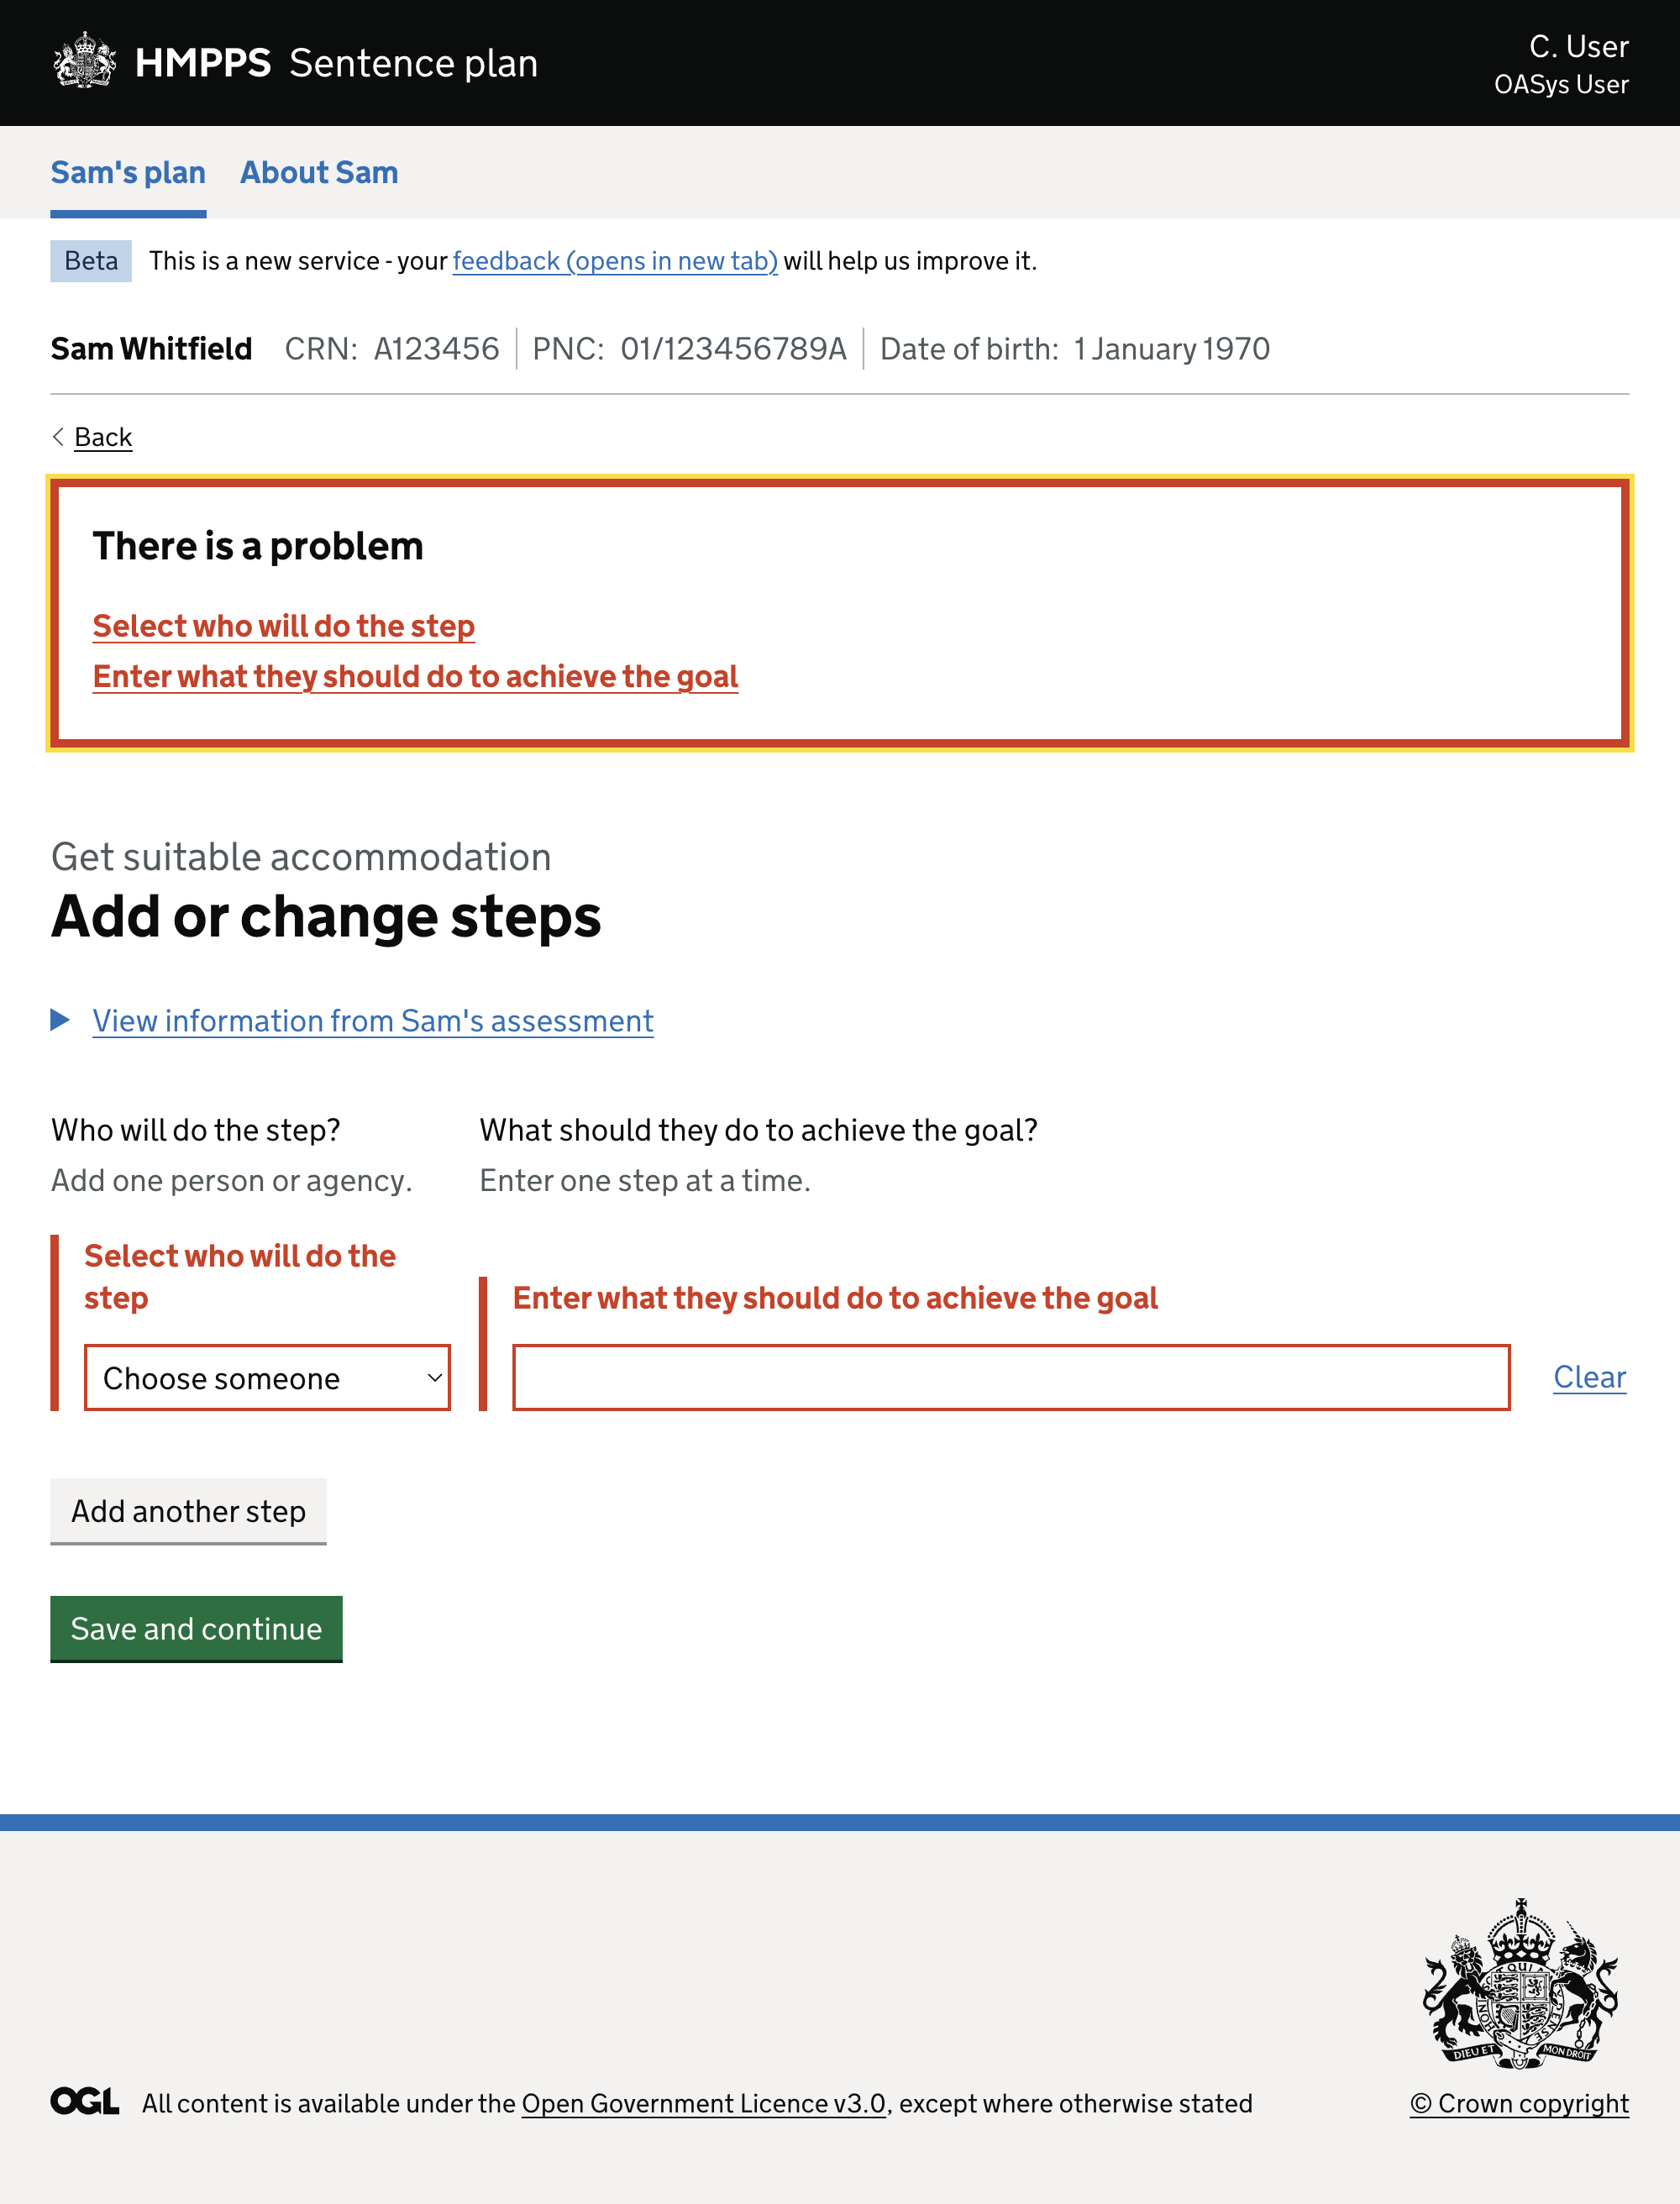 HMPPS Sentence plan
C. User
OASys User
Sam's plan About Sam
Beta This is a new service - your feedback (opens in new tab) will help us improve it.
Sam Whitfield CRN: A123456 PNC: 01/123456789A Date of birth: 1 January 1970
Back
There is a problem
Select who will do the step
Enter what they should do to achieve the goal
Get suitable accommodation
Add or change steps
View information from Sam's assessment
Who will do the step? What should they do to achieve the goal?
Add one person or agency. Enter one step at a time.
Select who will do the
step Enter what they should do to achieve the goal
Choose someone Clear
Add another step
Save and continue
DIEU ET MON DROIT
OGL All content is available under the Open Government Licence v3.0, except where otherwise stated
© Crown copyright